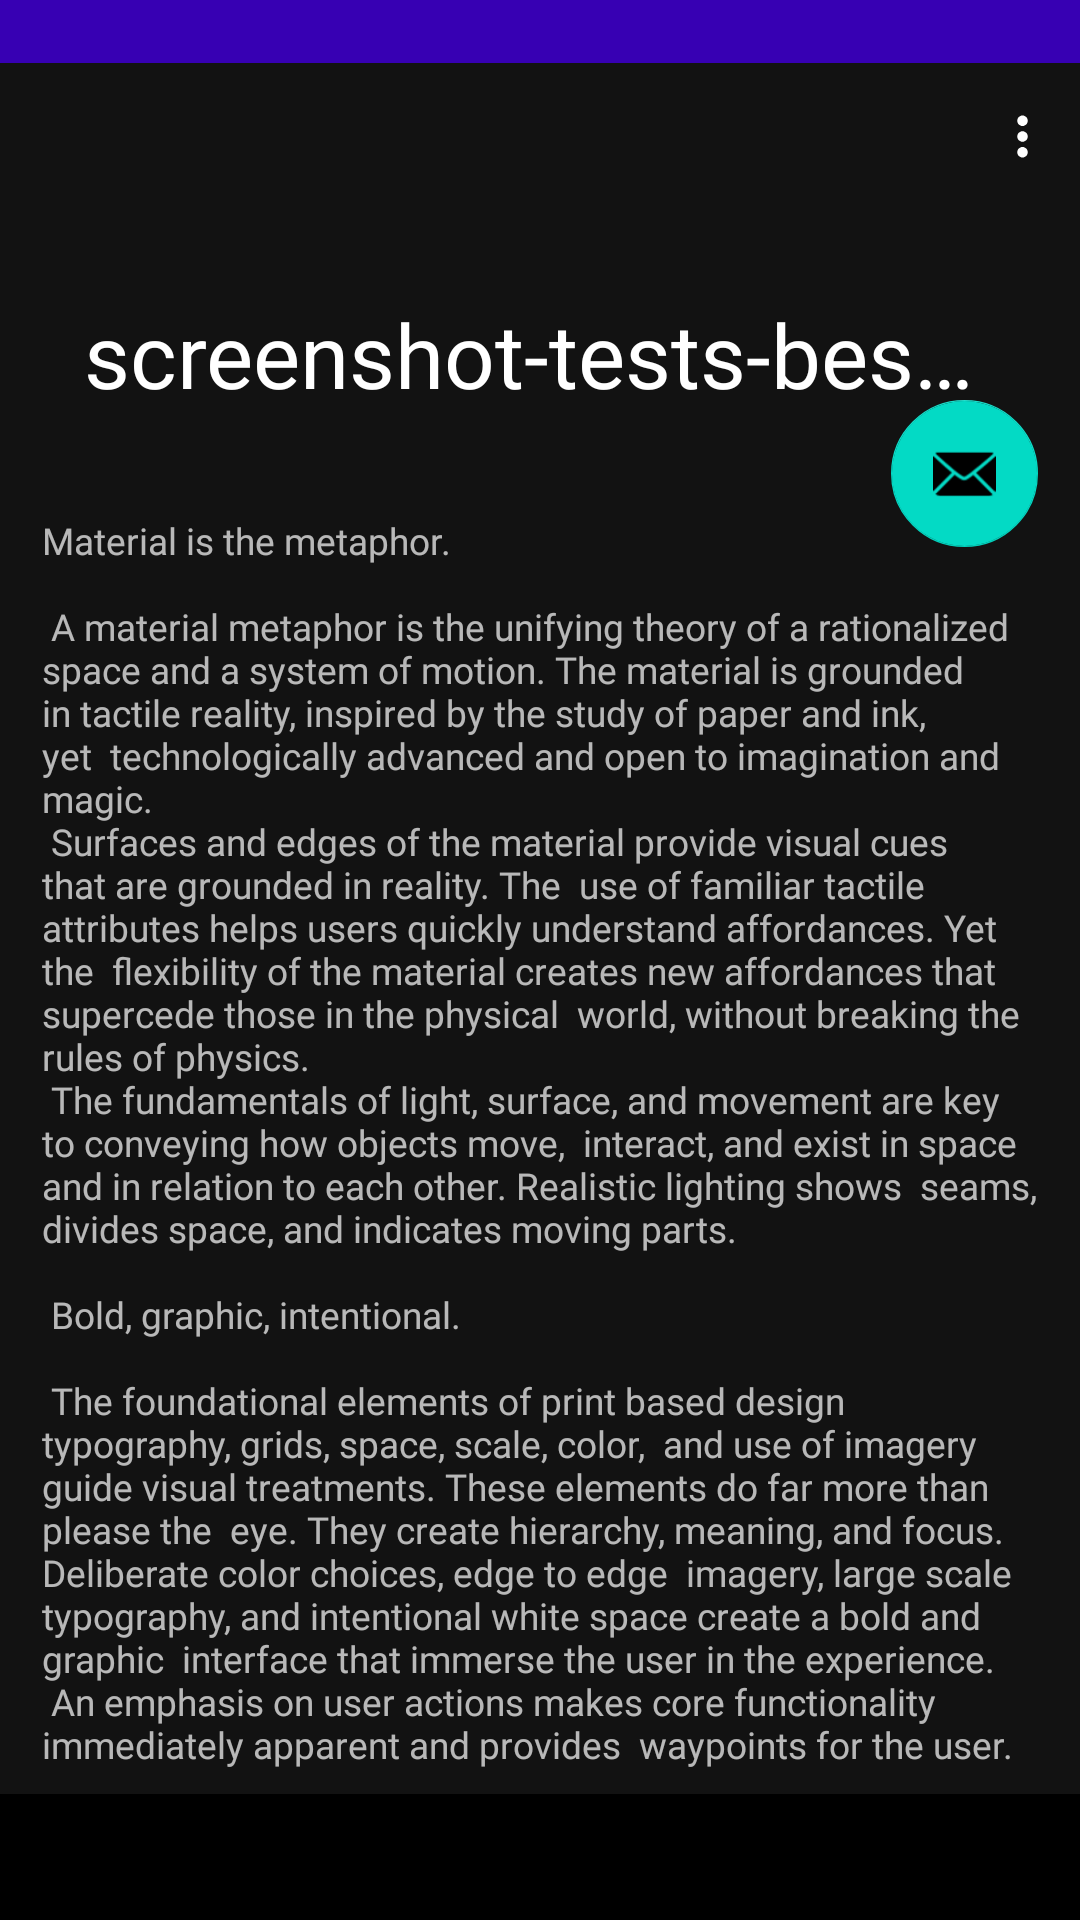 screenshot-tests-bes...
Material is the metaphor.
A material metaphor is the unifying theory of a rationalized
space and a system of motion. The material is grounded
in tactile reality, inspired by the study of paper and ink,
yet  technologically advanced and open to imagination and
magic.
Surfaces and edges of the material provide visual cues
that are grounded in reality. The  use of familiar tactile
attributes helps users quickly understand affordances. Yet
the  flexibility of the material creates new affordances that
supercede those in the physical  world, without breaking the
rules of physics.
The fundamentals of light, surface, and movement are key
to conveying how objects move,  interact, and exist in space
and in relation to each other. Realistic lighting shows  seams,
divides space, and indicates moving parts.
Bold, graphic, intentional.
The foundational elements of print based design
typography, grids, space, scale, color,  and use of imagery
guide visual treatments. These elements do far more than
please the  eye. They create hierarchy, meaning, and focus.
Deliberate color choices, edge to edge  imagery, large scale
typography, and intentional white space create a bold and
graphic  interface that immerse the user in the experience.
An emphasis on user actions makes core functionality
immediately apparent and provides  waypoints for the user.